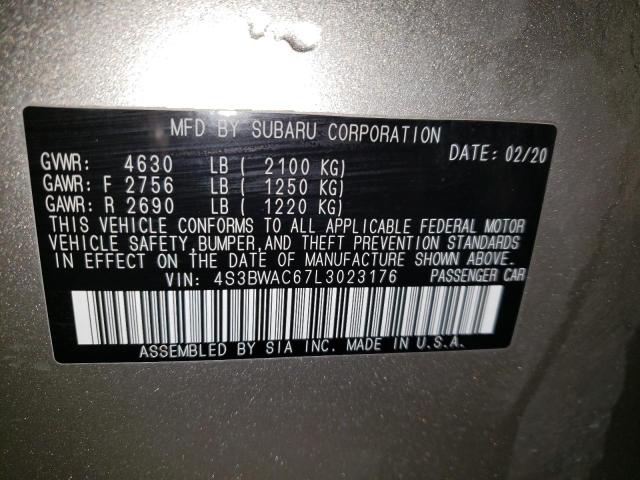 MFD BY SUBARU CORPORATION
DATE: 02/20
GVWR: 4630 LB ( 2100 KG)
GAWR: F 2756 LB ( 1250 KG)
GAWR: R 2690 LB ( 1220 KG)
THIS VEHICLE CONFORMS TO ALL APPLICABLE FEDERAL MOTOR
VEHICLE SAFETY, BUMPER, AND THEFT PREVENTION STANDARDS
IN EFFECT ON THE DATE OF MANUFACTURE SHOWN ABOVE.
VIN: 4S3BWAC67L3023176 PASSENGER CAR
ASSEMBLED BY SIA INC. MADE IN U.S.A.